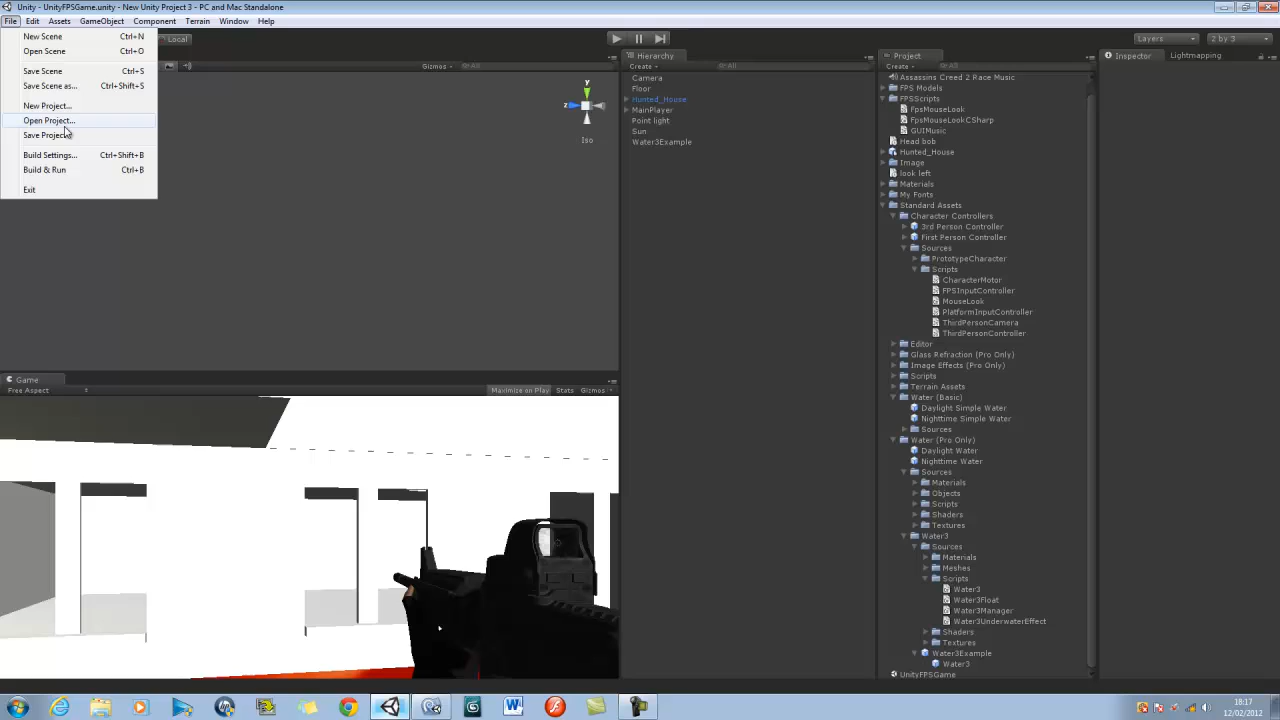 Unity - UnityFPSGame.unity - New Unity Project 3 - PC and Mac Standalone
File Edit Assets GameObject Component Terrain Window Help
New Scene Ctrl+N
Open Scene Ctrl+O
Save Scene Ctrl+S
Save Scene as... Ctrl+Shift+S
New Project...
Open Project...
Save Project
Build Settings... Ctrl+Shift+B
Build & Run Ctrl+B
Exit
Local
Layers
2 by 3
Gizmos
All
y
z
Iso
Hierarchy
Create
All
Camera
Floor
Hunted_House
MainPlayer
Point light
Sun
Water3Example
Project
Create
All
Assassins Creed 2 Race Music
FPS Models
FPSScripts
FpsMouseLook
FpsMouseLookCSharp
GUIMusic
Head bob
Hunted_House
Image
look left
Materials
My Fonts
Standard Assets
Character Controllers
3rd Person Controller
First Person Controller
Sources
PrototypeCharacter
Scripts
CharacterMotor
FPSInputController
MouseLook
PlatformInputController
ThirdPersonCamera
ThirdPersonController
Editor
Glass Refraction (Pro Only)
Image Effects (Pro Only)
Scripts
Terrain Assets
Water (Basic)
Daylight Simple Water
Nighttime Simple Water
Sources
Water (Pro Only)
Daylight Water
Nighttime Water
Sources
Materials
Objects
Scripts
Shaders
Textures
Water3
Sources
Materials
Meshes
Scripts
Water3
Water3Float
Water3Manager
Water3UnderwaterEffect
Shaders
Textures
Water3Example
Water3
UnityFPSGame
Inspector
Lightmapping
Game
Free Aspect
Maximize on Play Stats Gizmos
18:17
12/02/2012